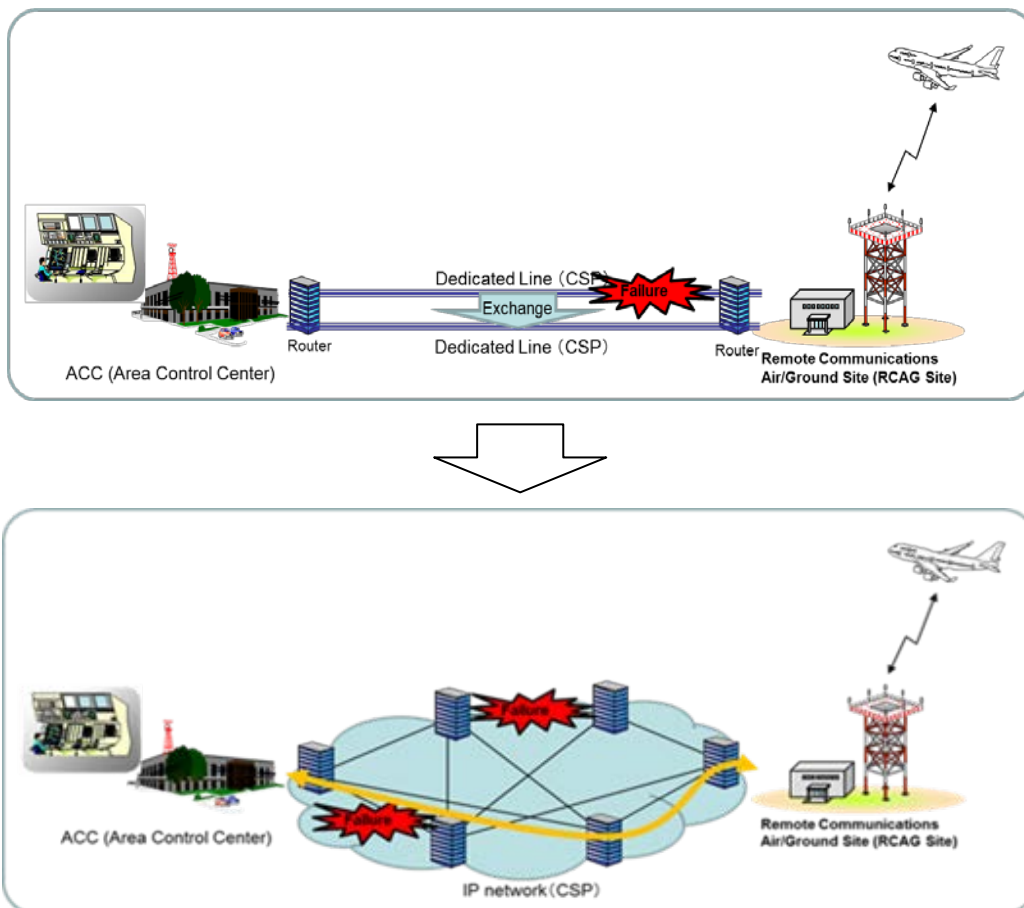 Dedicated Line (CSP)
Failure
Exchange
Dedicated Line (CSP)
Router
Router
ACC (Area Control Center)
Remote Communications
Air/Ground Site (RCAG Site)
Failure
Failure
ACC (Area Control Center)
Remote Communications
Air/Ground Site (RCAG Site)
IP network(CSP)